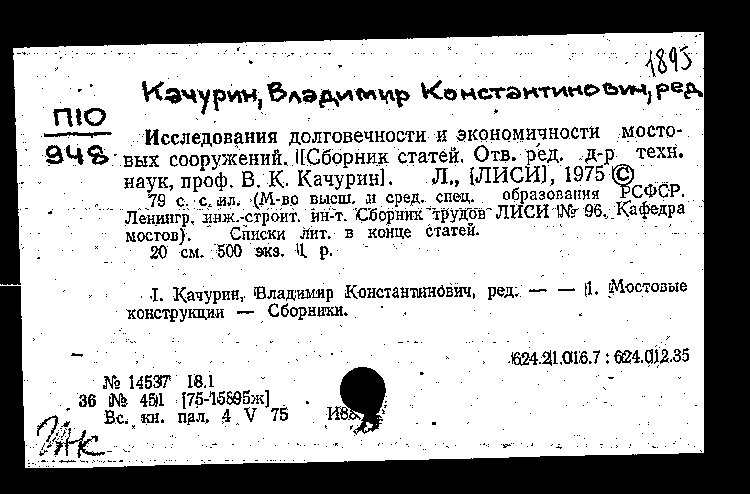 1895
Качурин, Владимир Константинович, ред
П10
948
Исследования долговечности и экономичности мосто-
вых сооружений. [Сборник статей. Отв. ред. д-р техн.
наук, проф. В. К. Качурин]. Л., [ЛИСИ], 1975 ©
79 с. с ил. (М-во высш. и сред. спец. образования РСФСР.
Ленингр. инж.-строит. ин-т. Сборник трудов ЛИСИ № 96. Кафедра
мостов). Списки лит. в конце статей.
20 см. 500 экз. 1 р.
I. Качурин, Владимир Константинович, ред. — — 1. Мостовые
конструкции — Сборники.
624.21.016.7 : 624.012.35
№ 14537 18.1
36 № 451 [75-15895ж]
Вс. кн. пал. 4 V 75